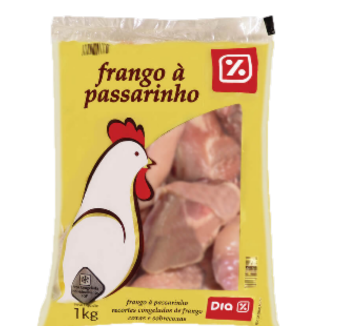 %
frango à
passarinho
frango à passarinho
recortes congelados de frango
1kg
Dia %